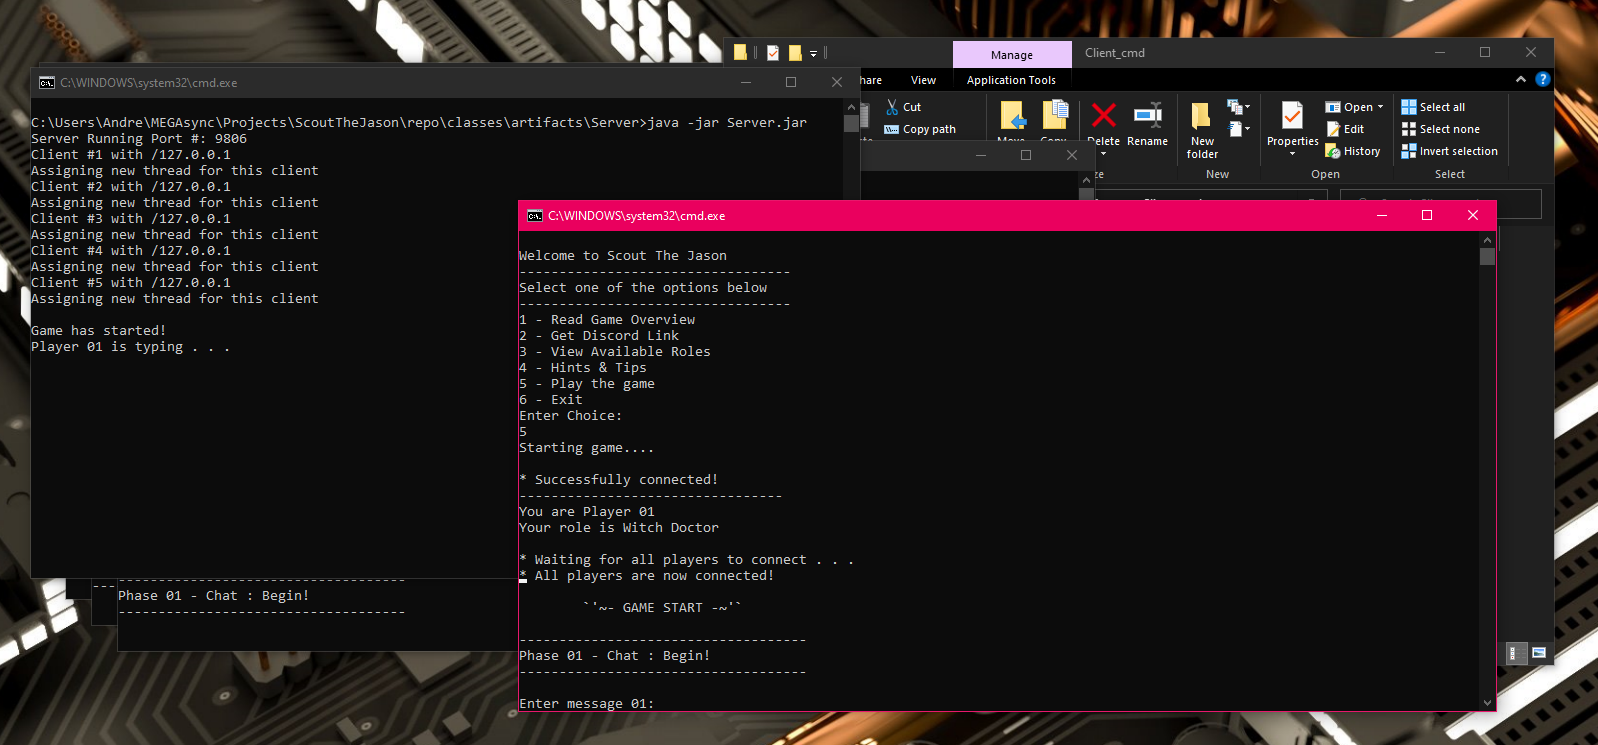 Manage
Client_cmd
hare
View
Application Tools
Cut
Copy path
Move
Copy
Delete
Rename
New
folder
Properties
Open
Edit
History
Select all
Select none
Invert selection
ze
New
Open
Select
C:\WINDOWS\system32\cmd.exe
C:\Users\Andre\MEGAsync\Projects\ScoutTheJason\repo\classes\artifacts\Server>java -jar Server.jar
Server Running Port #: 9806
Client #1 with /127.0.0.1
Assigning new thread for this client
Client #2 with /127.0.0.1
Assigning new thread for this client
Client #3 with /127.0.0.1
Assigning new thread for this client
Client #4 with /127.0.0.1
Assigning new thread for this client
Client #5 with /127.0.0.1
Assigning new thread for this client
Game has started!
Player 01 is typing . . .
-----------------------------------
Phase 01 - Chat : Begin!
------------------------------------
C:\WINDOWS\system32\cmd.exe
Welcome to Scout The Jason
----------------------------------
Select one of the options below
----------------------------------
1 - Read Game Overview
2 - Get Discord Link
3 - View Available Roles
4 - Hints & Tips
5 - Play the game
6 - Exit
Enter Choice:
5
Starting game....
* Successfully connected!
---------------------------------
You are Player 01
Your role is Witch Doctor
* Waiting for all players to connect . . .
* All players are now connected!
`'~- GAME START -~'`
------------------------------------
Phase 01 - Chat : Begin!
------------------------------------
Enter message 01: